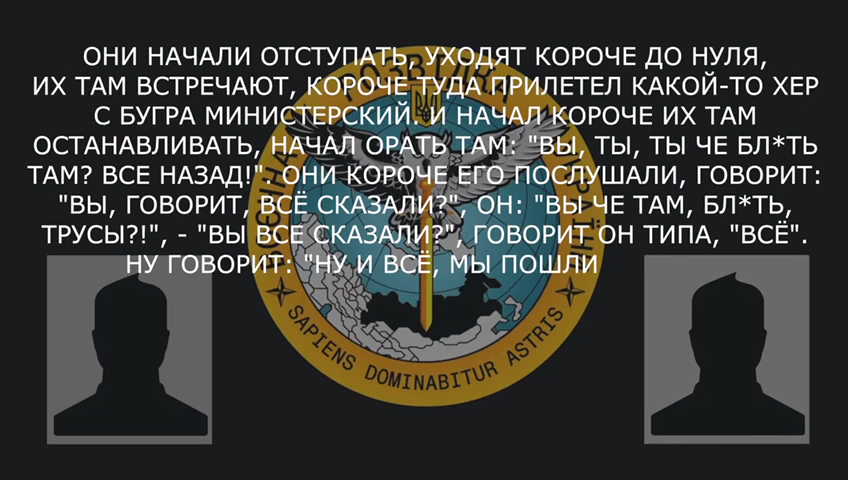 ОНИ НАЧАЛИ ОТСТУПАТЬ, УХОДЯТ КОРОЧЕ ДО НУЛЯ,
ИХ ТАМ ВСТРЕЧАЮТ, КОРОЧЕ ТУДА ПРИЛЕТЕЛ КАКОЙ-ТО ХЕР
С БУГРА МИНИСТЕРСКИЙ. И НАЧАЛ КОРОЧЕ ИХ ТАМ
ОСТАНАВЛИВАТЬ, НАЧАЛ ОРАТЬ ТАМ: "ВЫ, ТЫ, ТЫ ЧЕ БЛ*ТЬ
ТАМ? ВСЕ НАЗАД!". ОНИ КОРОЧЕ ЕГО ПОСЛУШАЛИ, ГОВОРИТ:
"ВЫ, ГОВОРИТ, ВСЁ СКАЗАЛИ?", ОН: "ВЫ ЧЕ ТАМ, БЛ*ТЬ,
ТРУСЫ?!", - "ВЫ ВСЕ СКАЗАЛИ?", ГОВОРИТ ОН ТИПА, "ВСЁ".
НУ ГОВОРИТ: "НУ И ВСЁ, МЫ ПОШЛИ
РОЗВІДКА
SAPIENS DOMINABITUR ASTRIS